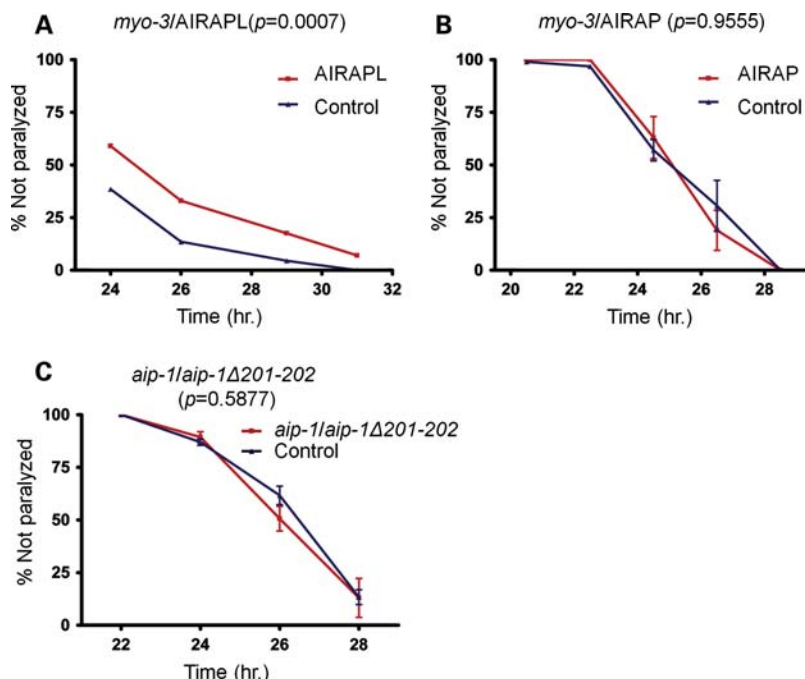 A
myo-3/AIRAPL(p=0.0007)
% Not paralyzed
100
75
50
25
0
AIRAPL
Control
24 26 28 30 32
Time (hr.)
B
myo-3/AIRAP (p=0.9555)
% Not paralyzed
100
75
50
25
0
AIRAP
Control
20 22 24 26 28
Time (hr.)
C
aip-1/aip-1Δ201-202
(p=0.5877)
% Not paralyzed
100
75
50
25
0
aip-1/aip-1Δ201-202
Control
22 24 26 28
Time (hr.)